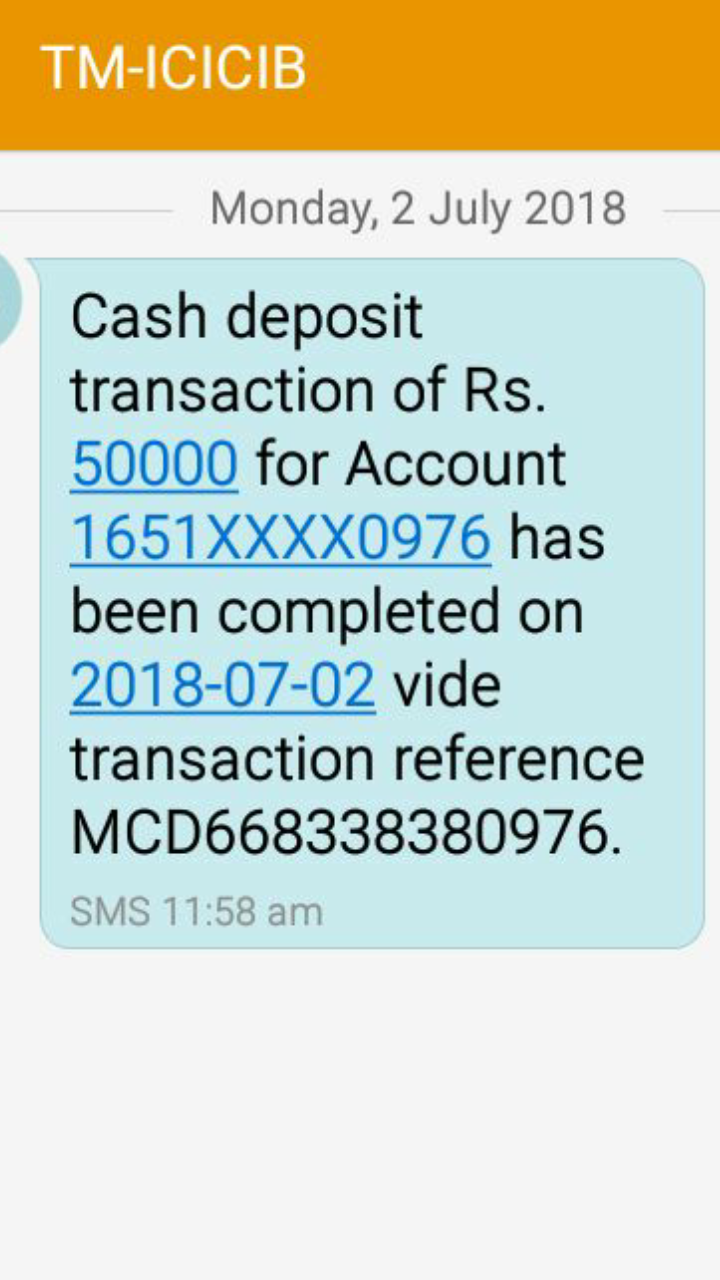 TM-ICICIB
Monday, 2 July 2018
Cash deposit
transaction of Rs.
50000 for Account
1651XXXX0976 has
been completed on
2018-07-02 vide
transaction reference
MCD668338380976.
SMS 11:58 am